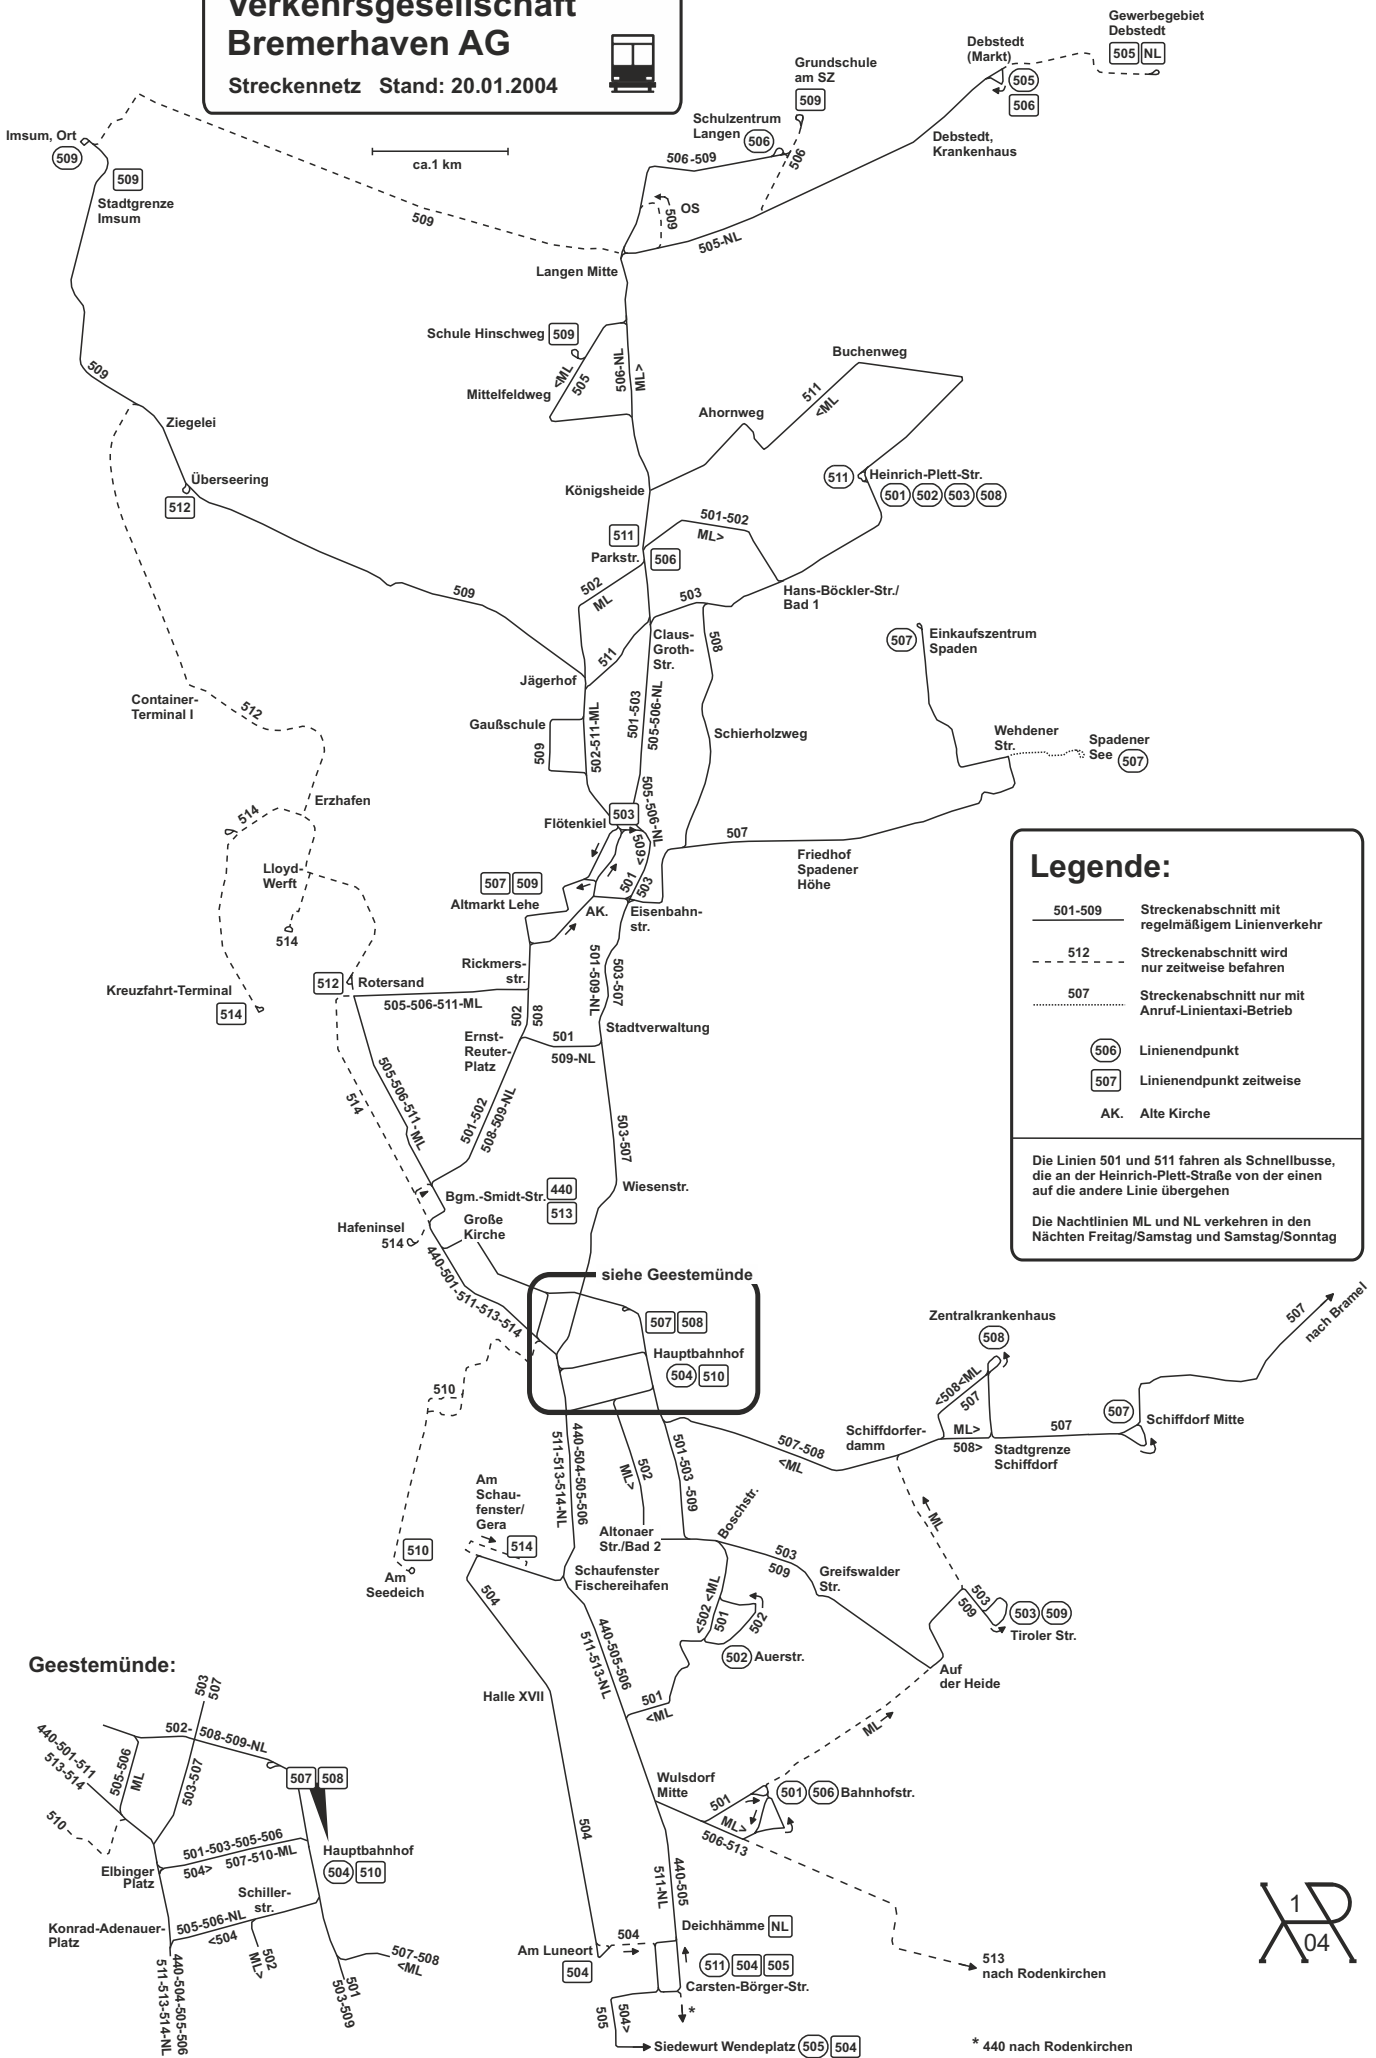 Verkehrsgesellschaft
Bremerhaven AG
Streckennetz Stand: 20.01.2004
Gewerbegebiet
Debstedt
505 NL
Debstedt
(Markt)
505
506
Grundschule
am SZ
509
Schulzentrum
Langen 506
506-509
506
Debstedt,
Krankenhaus
Imsum, Ort
509
509
Stadtgrenze
Imsum
ca.1 km
509
OS
509
505-NL
Langen Mitte
Schule Hinschweg 509
<ML
505
506-NL
ML>
Mittelfeldweg
Buchenweg
511
<ML
Ahornweg
509
Ziegelei
Überseering
512
Königsheide
511 Heinrich-Plett-Str.
501 502 503 508
511
Parkstr. 506
501-502
ML>
502
ML
509
503
Hans-Böckler-Str./
Bad 1
Claus-
Groth-
Str.
508
511
Jägerhof
507 Einkaufszentrum
Spaden
Container-
Terminal I
512
Gaußschule
509
502-511-ML
501-503
505-506-NL
Schierholzweg
Wehdener
Str.
Spadener
See 507
Erzhafen
514
505-506-NL
503
Flötenkiel
509>
507
Friedhof
Spadener
Höhe
Lloyd-
Werft
514
507 509
Altmarkt Lehe
501
503
AK.
Eisenbahn-
str.
Rickmers-
str.
501-509-NL
503-507
512 Rotersand
Kreuzfahrt-Terminal
514
505-506-511-ML
502
508
Stadtverwaltung
Ernst-
Reuter-
Platz
501
509-NL
505-506-511-ML
514
501-502
508-509-NL
503-507
Wiesenstr.
Bgm.-Smidt-Str. 440
513
Hafeninsel
514
Große
Kirche
440-501-511-513-514
siehe Geestemünde
507 508
Hauptbahnhof
504 510
Legende:
501-509 Streckenabschnitt mit
regelmäßigem Linienverkehr
512 Streckenabschnitt wird
nur zeitweise befahren
507 Streckenabschnitt nur mit
Anruf-Linientaxi-Betrieb
506 Linienendpunkt
507 Linienendpunkt zeitweise
AK. Alte Kirche
Die Linien 501 und 511 fahren als Schnellbusse,
die an der Heinrich-Plett-Straße von der einen
auf die andere Linie übergehen
Die Nachtlinien ML und NL verkehren in den
Nächten Freitag/Samstag und Samstag/Sonntag
507
nach Bramel
Zentralkrankenhaus
508
<508<ML
507
507
Schiffdorf Mitte
Schiffdorfer-
damm
ML>
508>
507
Stadtgrenze
Schiffdorf
507-508
<ML
510
440-504-505-506
511-513-514-NL
502
ML>
501-503-509
ML
Am
Schau-
fenster/
Gera
514
510
Am
Seedeich
Altonaer
Str./Bad 2
Boschstr.
503
509
Greifswalder
Str.
Schaufenster
Fischereihafen
504
<502 <ML
501
502
502 Auerstr.
503
509
503 509
Tiroler Str.
440-505-506
511-513-NL
Auf
der Heide
501
<ML
Halle XVII
ML
Wulsdorf
Mitte
501
ML>
501 506 Bahnhofstr.
506-513
504
440-505
511-NL
Deichhämme NL
504
Am Luneort
504
511 504 505
Carsten-Börger-Str.
*
505
504>
Siedewurt Wendeplatz 505 504
513
nach Rodenkirchen
* 440 nach Rodenkirchen
1
04
Geestemünde:
503
507
502-508-509-NL
440-501-511
513-514
505-506
ML
503-507
507 508
510
501-503-505-506
504> 507-510-ML
Hauptbahnhof
504 510
Elbinger
Platz
Schiller-
str.
Konrad-Adenauer-
Platz
505-506-NL
<504
502
ML>
507-508
<ML
501
503-509
440-504-505-506
511-513-514-NL